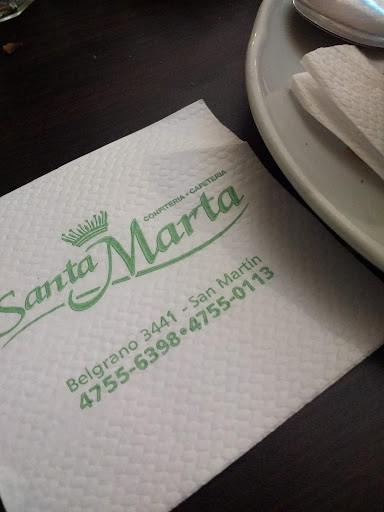 CONFITERIA • CAFETERIA
Santa Marta
Belgrano 3441 - San Martín
4755-6398•4755-0113